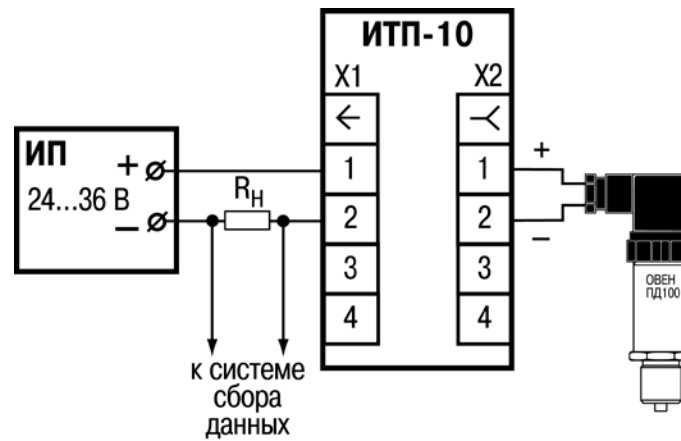 ИТП-10
X1 X2
ИП
24...36 В
+
–
Rн
1
2
3
4
1
2
3
4
+
–
ОВЕН
ПД100
к системе
сбора
данных